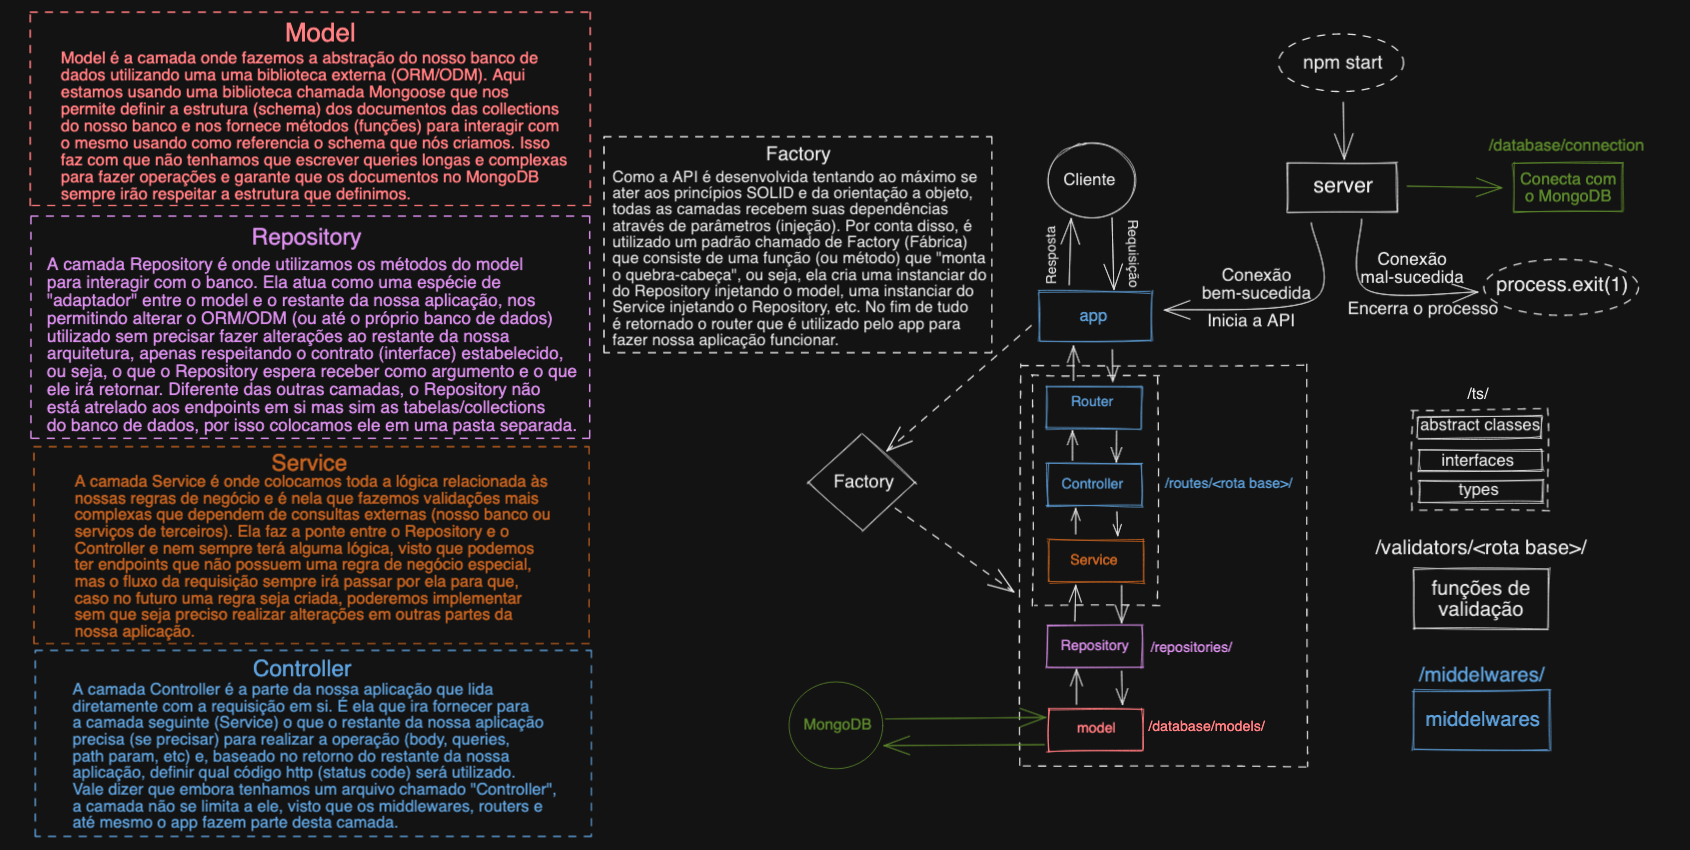 Model
Model é a camada onde fazemos a abstração do nosso banco de
dados utilizando uma uma biblioteca externa (ORM/ODM). Aqui
estamos usando uma biblioteca chamada Mongoose que nos
permite definir a estrutura (schema) dos documentos das collections
do nosso banco e nos fornece métodos (funções) para interagir com
o mesmo usando como referencia o schema que nós criamos. Isso
faz com que não tenhamos que escrever queries longas e complexas
para fazer operações e garante que os documentos no MongoDB
sempre irão respeitar a estrutura que definimos.
Repository
A camada Repository é onde utilizamos os métodos do model
para interagir com o banco. Ela atua como uma espécie de
"adaptador" entre o model e o restante da nossa aplicação, nos
permitindo alterar o ORM/ODM (ou até o próprio banco de dados)
utilizado sem precisar fazer alterações ao restante da nossa
arquitetura, apenas respeitando o contrato (interface) estabelecido,
ou seja, o que o Repository espera receber como argumento e o que
ele irá retornar. Diferente das outras camadas, o Repository não
está atrelado aos endpoints em si mas sim as tabelas/collections
do banco de dados, por isso colocamos ele em uma pasta separada.
Service
A camada Service é onde colocamos toda a lógica relacionada às
nossas regras de negócio e é nela que fazemos validações mais
complexas que dependem de consultas externas (nosso banco ou
serviços de terceiros). Ela faz a ponte entre o Repository e o
Controller e nem sempre terá alguma lógica, visto que podemos
ter endpoints que não possuem uma regra de negócio especial,
mas o fluxo da requisição sempre irá passar por ela para que,
caso no futuro uma regra seja criada, poderemos implementar
sem que seja preciso realizar alterações em outras partes da
nossa aplicação.
Controller
A camada Controller é a parte da nossa aplicação que lida
diretamente com a requisição em si. É ela que ira fornecer para
a camada seguinte (Service) o que o restante da nossa aplicação
precisa (se precisar) para realizar a operação (body, queries,
path param, etc) e, baseado no retorno do restante da nossa
aplicação, definir qual código http (status code) será utilizado.
Vale dizer que embora tenhamos um arquivo chamado "Controller",
a camada não se limita a ele, visto que os middlewares, routers e
até mesmo o app fazem parte desta camada.
Factory
Como a API é desenvolvida tentando ao máximo se
ater aos princípios SOLID e da orientação a objeto,
todas as camadas recebem suas dependências
através de parâmetros (injeção). Por conta disso, é
utilizado um padrão chamado de Factory (Fábrica)
que consiste de uma função (ou método) que "monta
o quebra-cabeça", ou seja, ela cria uma instanciar do
do Repository injetando o model, uma instanciar do
Service injetando o Repository, etc. No fim de tudo
é retornado o router que é utilizado pelo app para
fazer nossa aplicação funcionar.
Cliente
Resposta
Requisição
app
Factory
Router
Controller
/routes/<rota base>/
Service
Repository
/repositories/
model
/database/models/
MongoDB
npm start
server
/database/connection
Conecta com
o MongoDB
Conexão
bem-sucedida
Inicia a API
Conexão
mal-sucedida
Encerra o processo
process.exit(1)
/ts/
abstract classes
interfaces
types
/validators/<rota base>/
funções de
validação
/middelwares/
middelwares